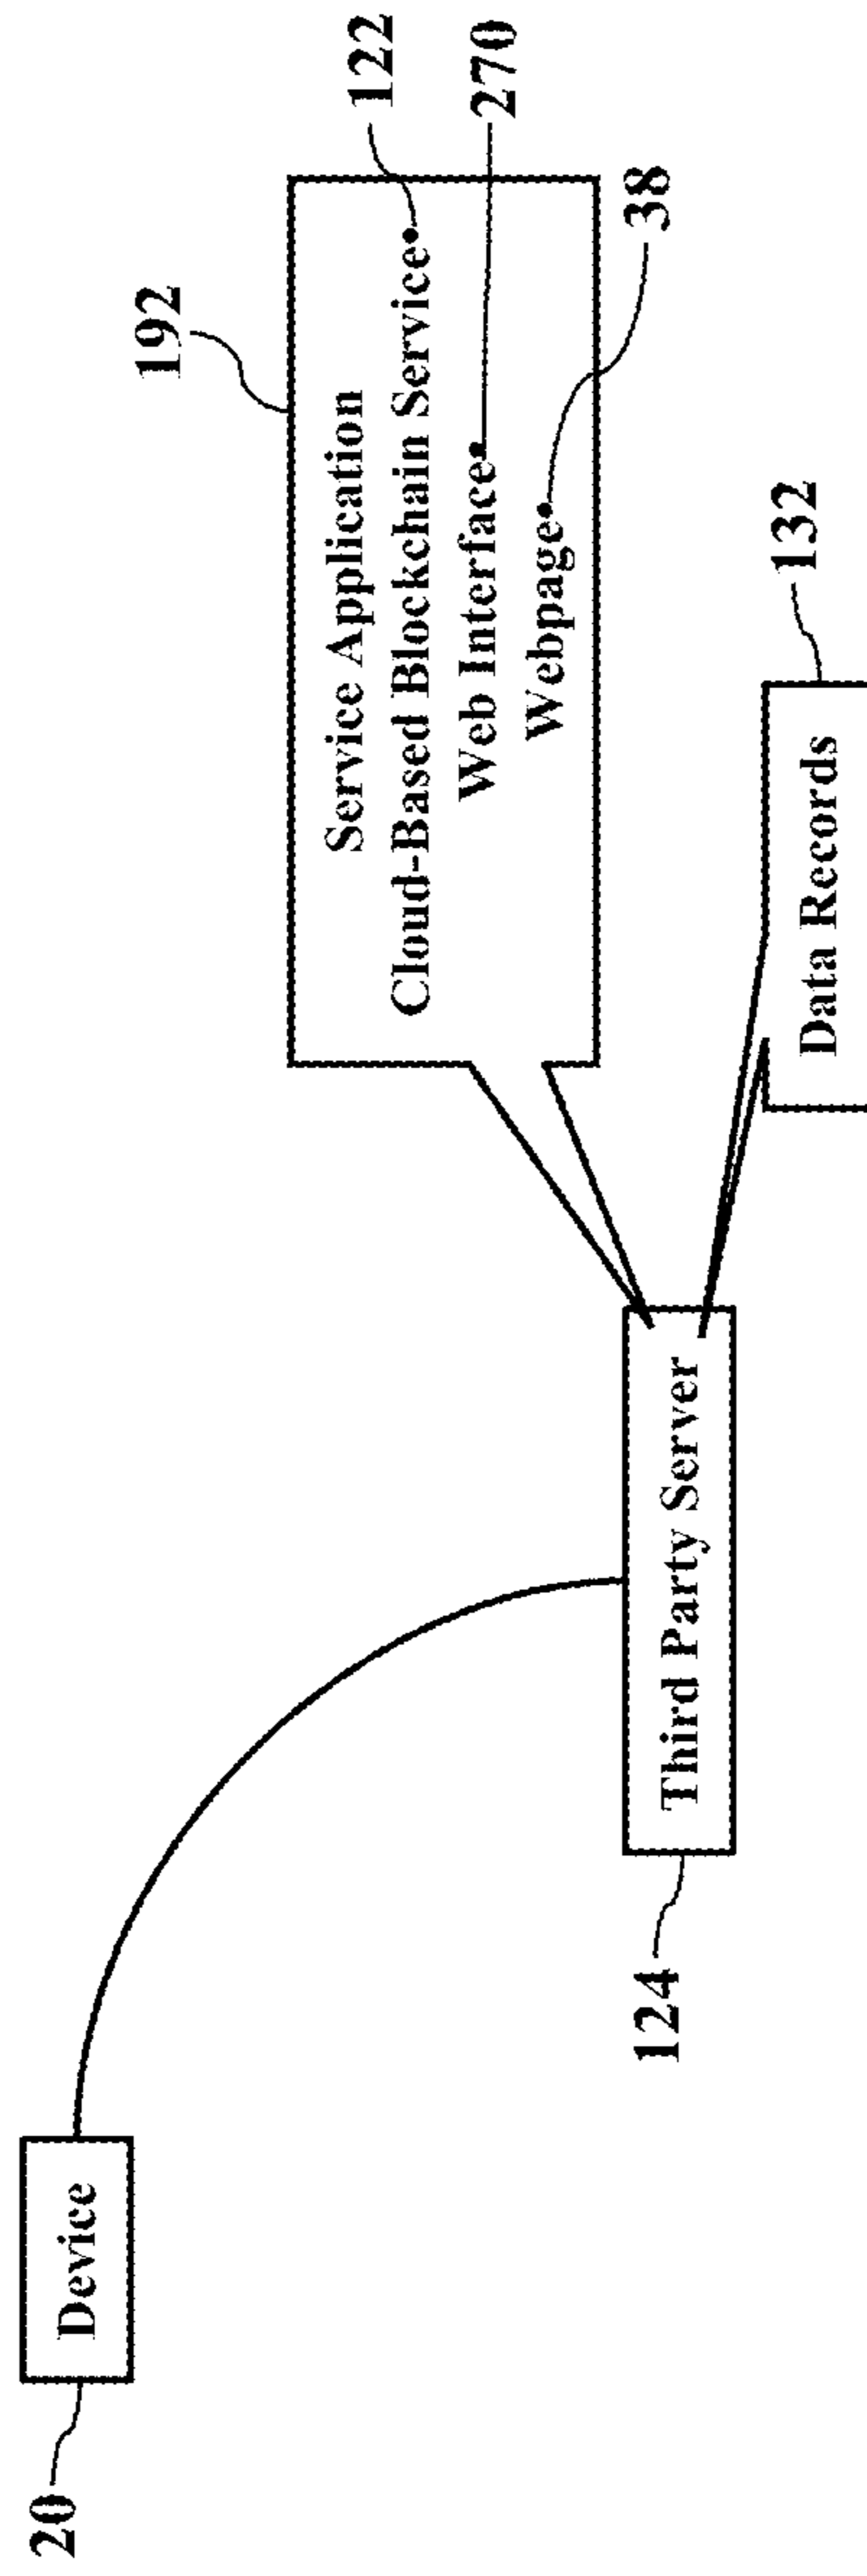 20
Device
124
Third Party Server
192
Service Application
Cloud-Based Blockchain Service
122
Web Interface
270
Webpage
38
132
Data Records